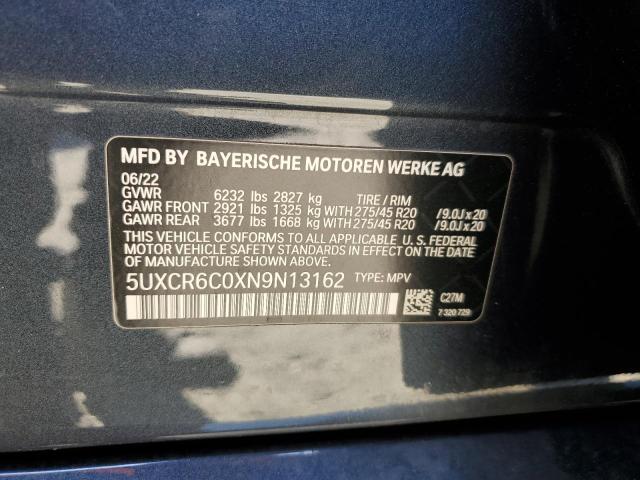 MFD BY BAYERISCHE MOTOREN WERKE AG
06/22
GVWR 6232 lbs 2827 kg TIRE / RIM
GAWR FRONT 2921 lbs 1325 kg WITH 275/45 R20 /9.0J x 20
GAWR REAR 3677 lbs 1668 kg WITH 275/45 R20 /9.0J x 20
THIS VEHICLE CONFORMS TO ALL APPLICABLE U. S. FEDERAL
MOTOR VEHICLE SAFETY STANDARDS IN EFFECT ON THE DATE
OF MANUFACTURE SHOWN ABOVE.
5UXCR6C0XN9N13162 TYPE: MPV
C27M
7 320 729